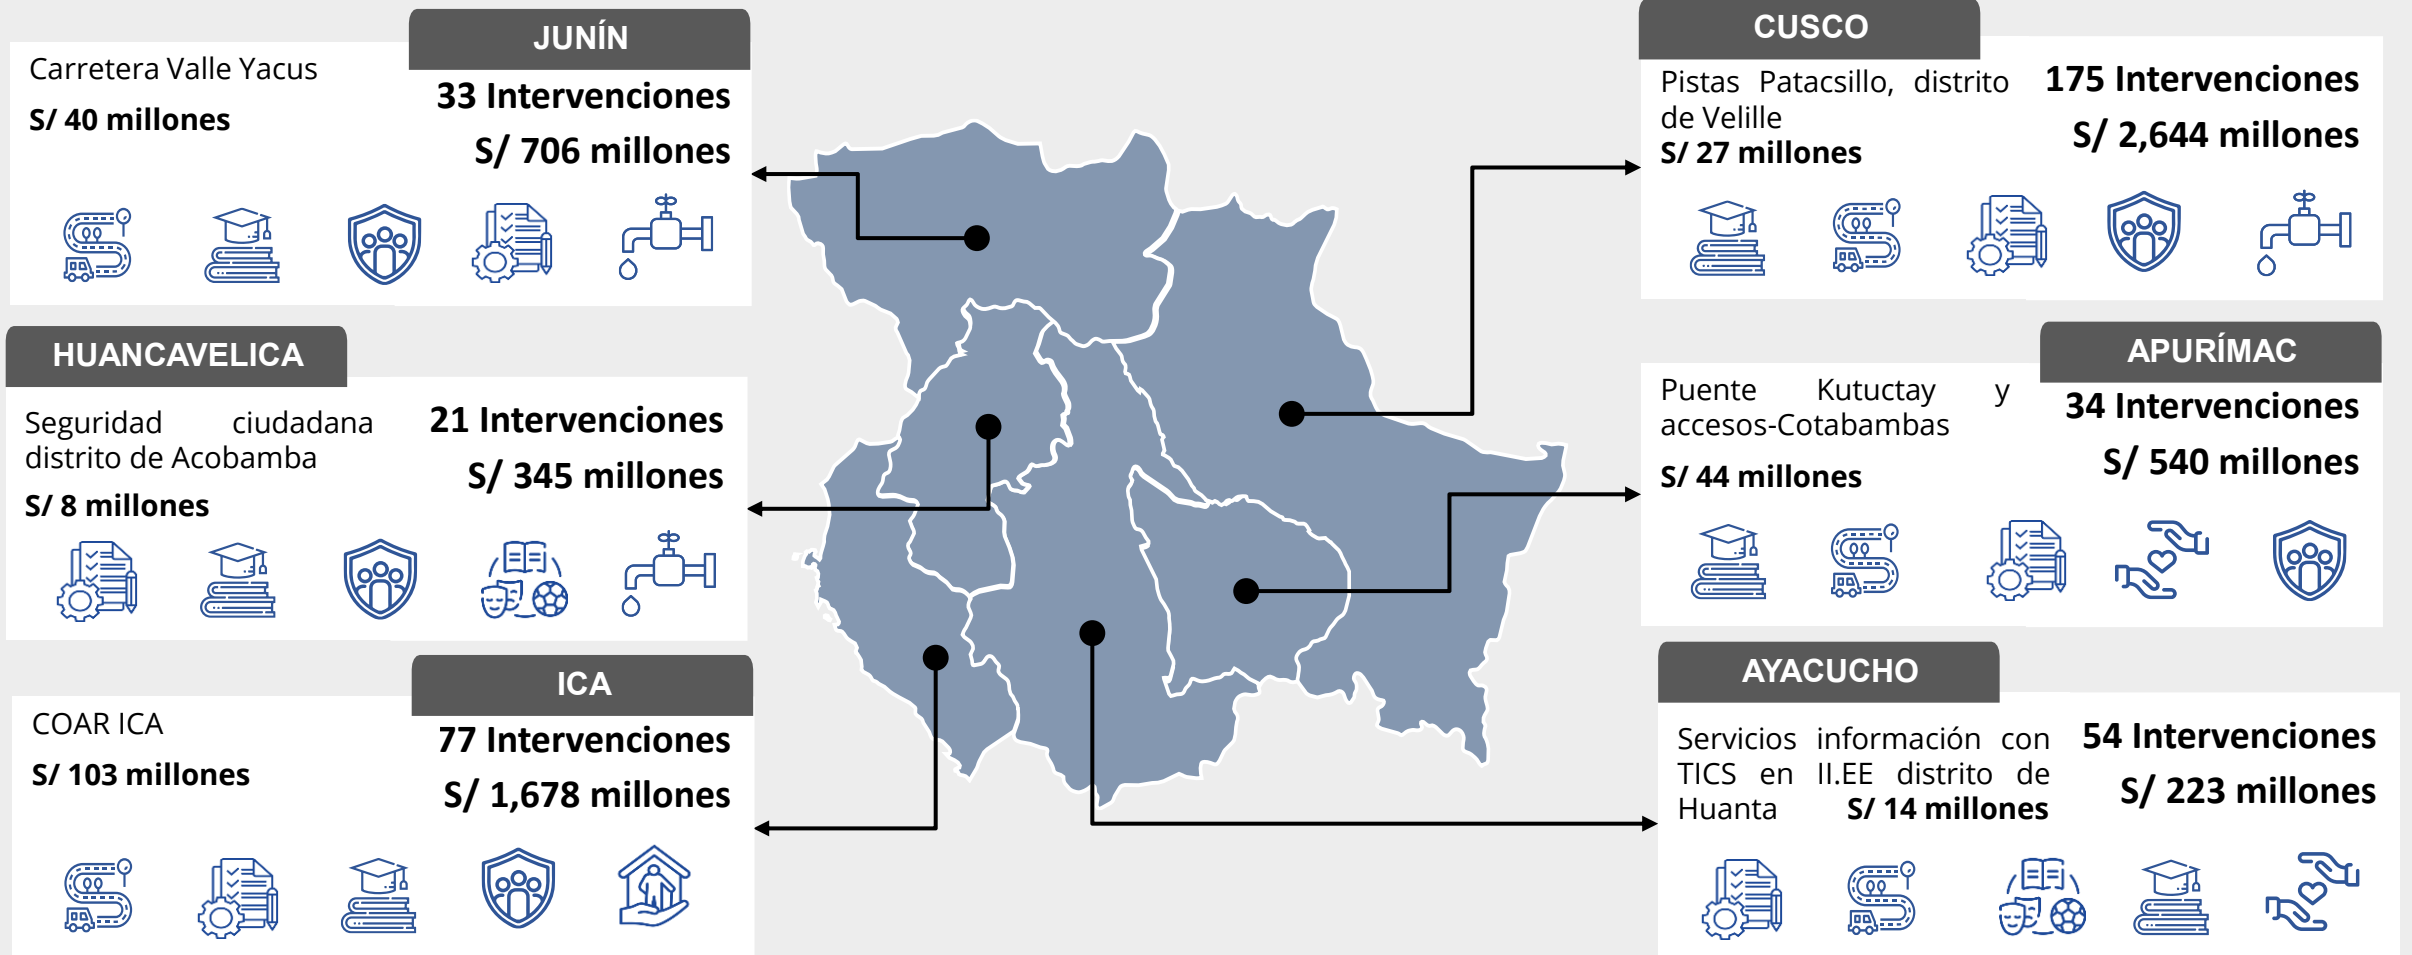 JUNÍN
Carretera Valle Yacus
S/ 40 millones
33 Intervenciones
S/ 706 millones
HUANCAVELICA
Seguridad ciudadana
distrito de Acobamba
S/ 8 millones
21 Intervenciones
S/ 345 millones
ICA
COAR ICA
S/ 103 millones
77 Intervenciones
S/ 1,678 millones
CUSCO
Pistas Patacsillo, distrito
de Velille
S/ 27 millones
175 Intervenciones
S/ 2,644 millones
APURÍMAC
Puente Kutuctay y
accesos-Cotabambas
S/ 44 millones
34 Intervenciones
S/ 540 millones
AYACUCHO
Servicios información con
TICS en II.EE distrito de
Huanta S/ 14 millones
54 Intervenciones
S/ 223 millones